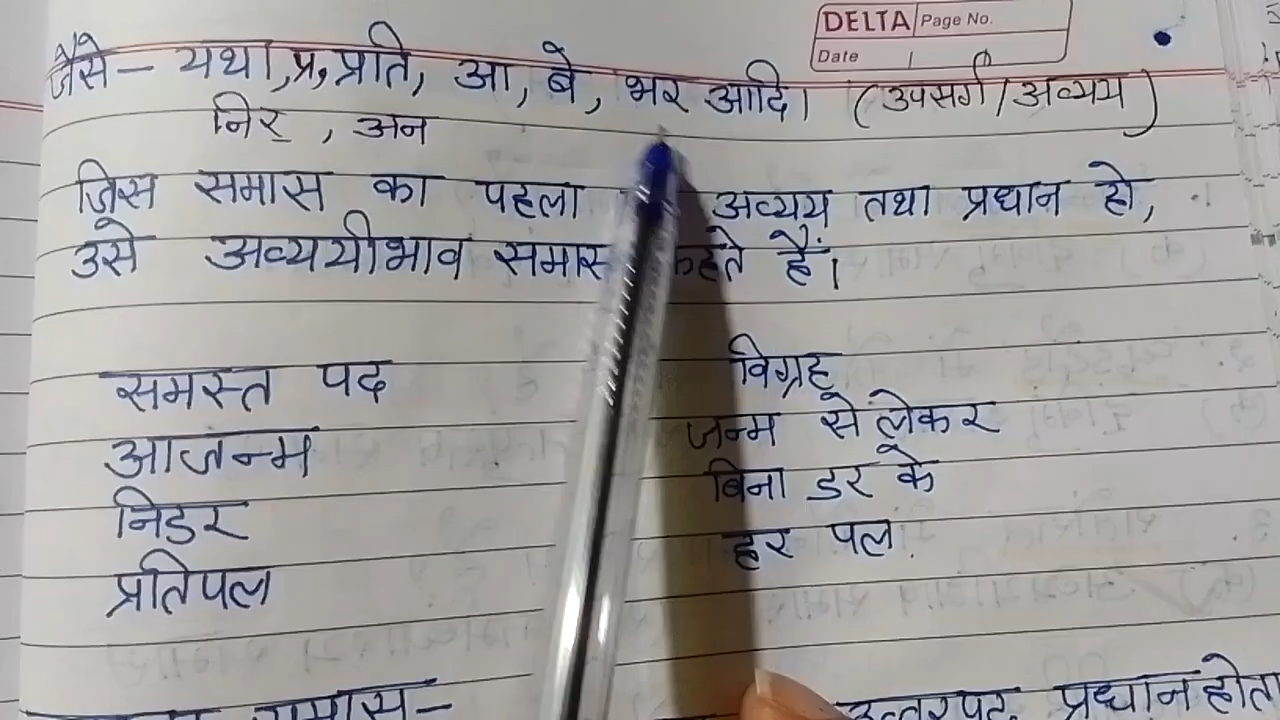 DELTA Page No.
Date
जैसे - यथा, प्र, प्रति, आ, बे, भर आदि। (उपसर्ग/अव्यय)
निर्, अन
जिस समास का पहला अव्यय तथा प्रधान हो,
उसे अव्ययीभाव समास कहते हैं।
समस्त पद विग्रह
आजन्म जन्म से लेकर
निडर बिना डर के
प्रतिपल हर पल.
समास - उत्तरपद प्रधान होता